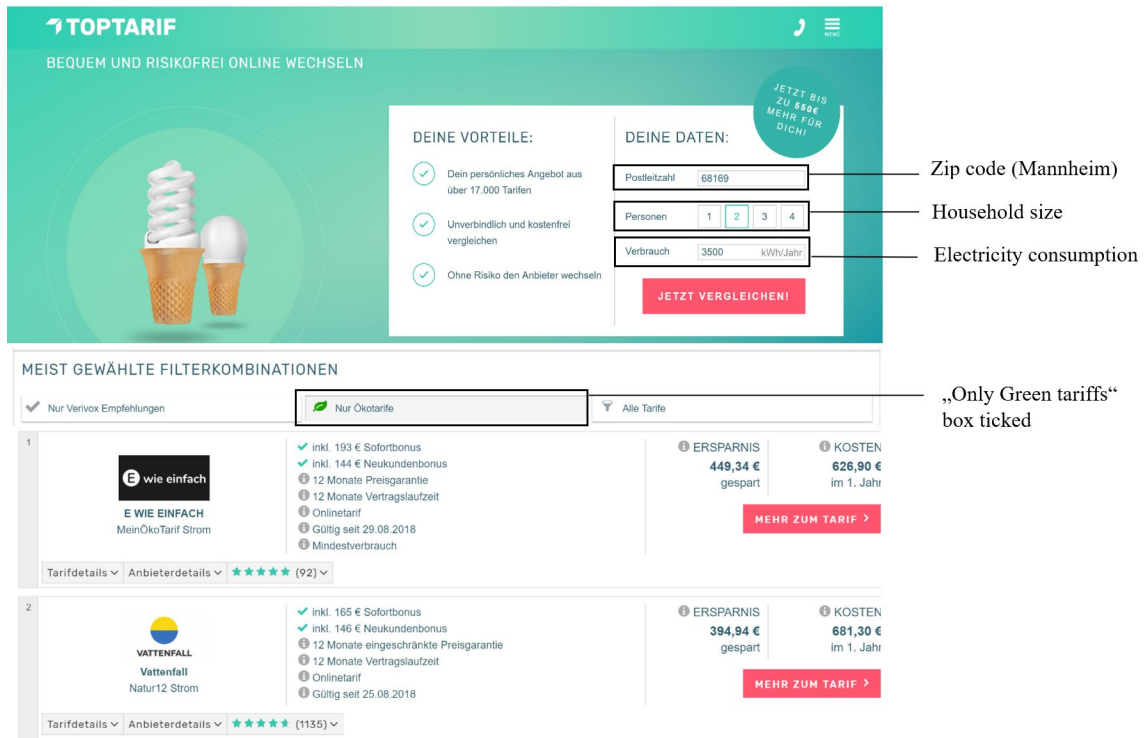 TOPTARIF
MENÜ
BEQUEM UND RISIKOFREI ONLINE WECHSELN
JETZT BIS
ZU 550€
MEHR FÜR
DICH!
DEINE VORTEILE:
Dein persönliches Angebot aus
über 17.000 Tarifen
Unverbindlich und kostenfrei
vergleichen
Ohne Risiko den Anbieter wechseln
DEINE DATEN:
Postleitzahl 68169
Personen 1 2 3 4
Verbrauch 3500 kWh/Jahr
JETZT VERGLEICHEN!
Zip code (Mannheim)
Household size
Electricity consumption
MEIST GEWÄHLTE FILTERKOMBINATIONEN
Nur Verivox Empfehlungen Nur Ökotarife Alle Tarife
„Only Green tariffs“
box ticked
1
E wie einfach
E WIE EINFACH
MeinÖkoTarif Strom
inkl. 193 € Sofortbonus
inkl. 144 € Neukundenbonus
12 Monate Preisgarantie
12 Monate Vertragslaufzeit
Onlinetarif
Gültig seit 29.08.2018
Mindestverbrauch
ERSPARNIS
449,34 €
gespart
KOSTEN
626,90 €
im 1. Jahr
MEHR ZUM TARIF >
Tarifdetails Anbieterdetails (92)
2
VATTENFALL
Vattenfall
Natur12 Strom
inkl. 165 € Sofortbonus
inkl. 146 € Neukundenbonus
12 Monate eingeschränkte Preisgarantie
12 Monate Vertragslaufzeit
Onlinetarif
Gültig seit 25.08.2018
ERSPARNIS
394,94 €
gespart
KOSTEN
681,30 €
im 1. Jahr
MEHR ZUM TARIF >
Tarifdetails Anbieterdetails (1135)